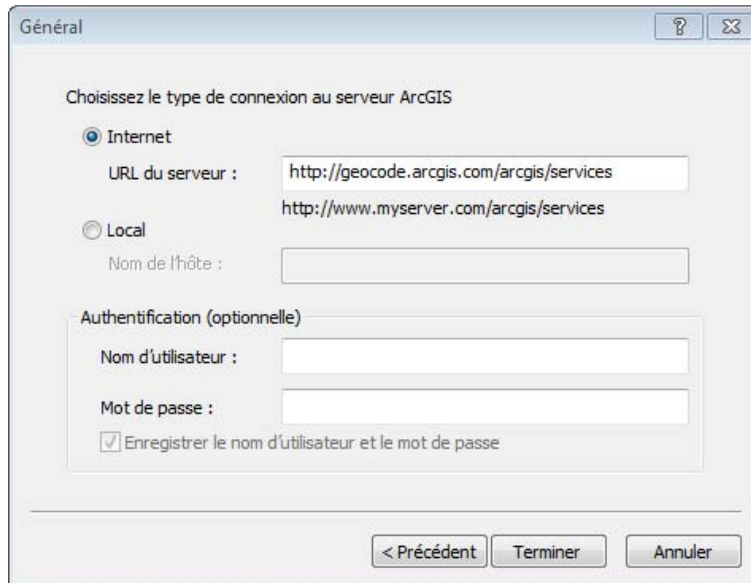 Général
Choisissez le type de connexion au serveur ArcGIS
Internet
URL du serveur : http://geocode.arcgis.com/arcgis/services
http://www.myserver.com/arcgis/services
Local
Nom de l'hôte :
Authentification (optionnelle)
Nom d'utilisateur :
Mot de passe :
Enregistrer le nom d'utilisateur et le mot de passe
< Précédent Terminer Annuler